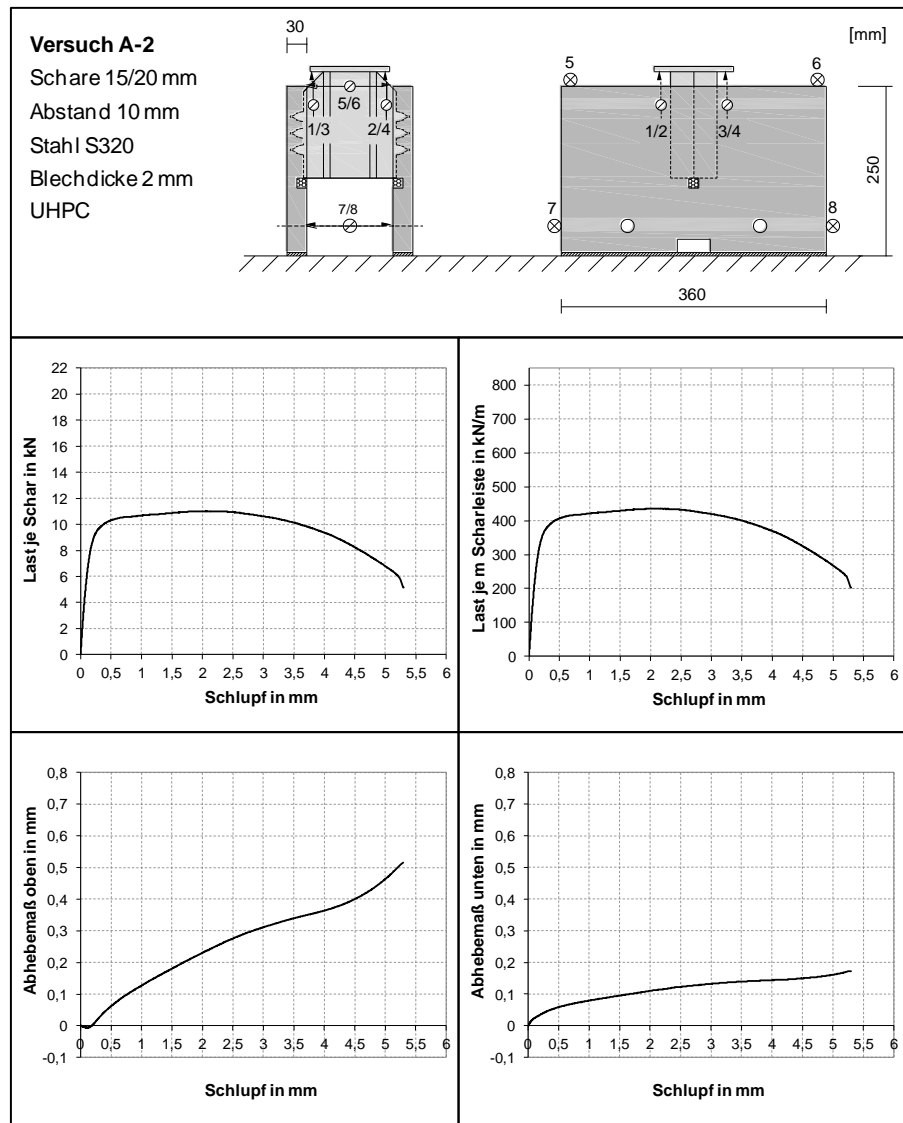 Versuch A-2
Schare 15/20 mm
Abstand 10 mm
Stahl S320
Blechdicke 2 mm
UHPC
30
5/6
1/3
2/4
7/8
[mm]
5
6
1/2
3/4
7
8
250
360
Last je Schar in kN
22
20
18
16
14
12
10
8
6
4
2
0
0 0,5 1 1,5 2 2,5 3 3,5 4 4,5 5 5,5 6
Schlupf in mm
Last je m Scharleiste in kN/m
800
700
600
500
400
300
200
100
0
0 0,5 1 1,5 2 2,5 3 3,5 4 4,5 5 5,5 6
Schlupf in mm
Abhebemaß oben in mm
0,8
0,7
0,6
0,5
0,4
0,3
0,2
0,1
0
-0,1
0 0,5 1 1,5 2 2,5 3 3,5 4 4,5 5 5,5 6
Schlupf in mm
Abhebemaß unten in mm
0,8
0,7
0,6
0,5
0,4
0,3
0,2
0,1
0
-0,1
0 0,5 1 1,5 2 2,5 3 3,5 4 4,5 5 5,5 6
Schlupf in mm